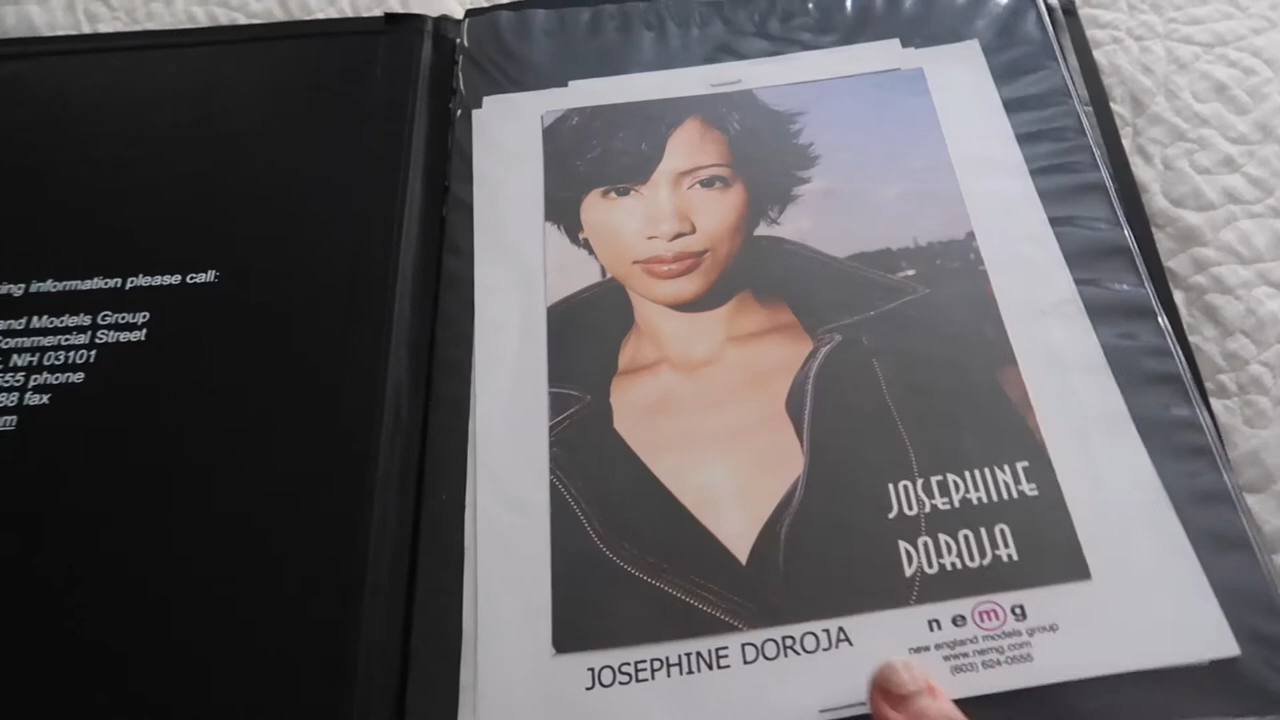 ing information please call:
and Models Group
ommercial Street
, NH 03101
555 phone
88 fax
m
JOSEPHINE
DOROJA
JOSEPHINE DOROJA
nemg
new england models group
www.nemg.com
(603) 624-0555